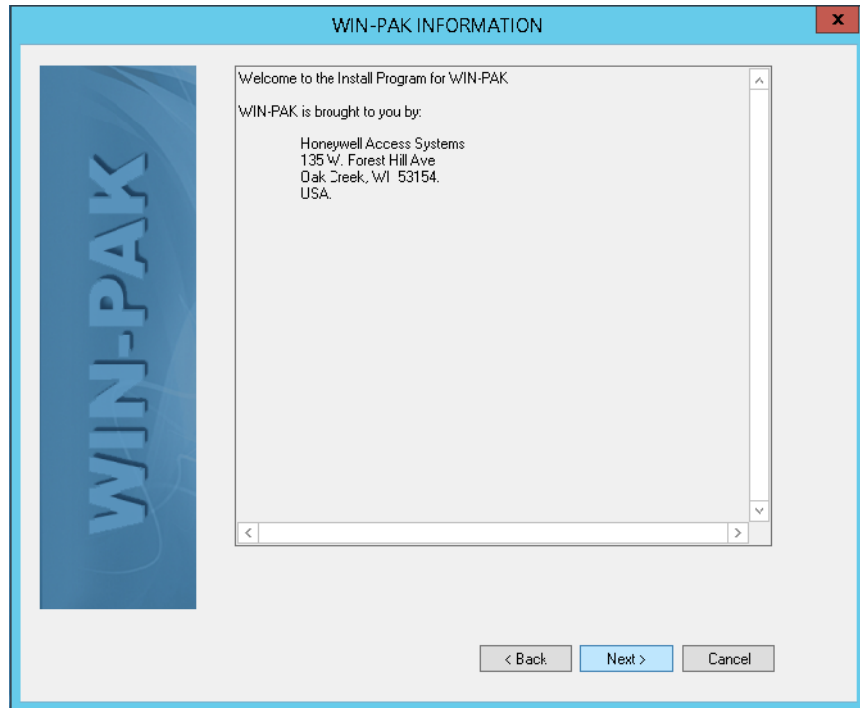 WIN-PAK INFORMATION
x
WIN-PAK
Welcome to the Install Program for WIN-PAK
WIN-PAK is brought to you by:
Honeywell Access Systems
135 W. Forest Hill Ave
Oak Creek, WI 53154.
USA.
< Back
Next >
Cancel